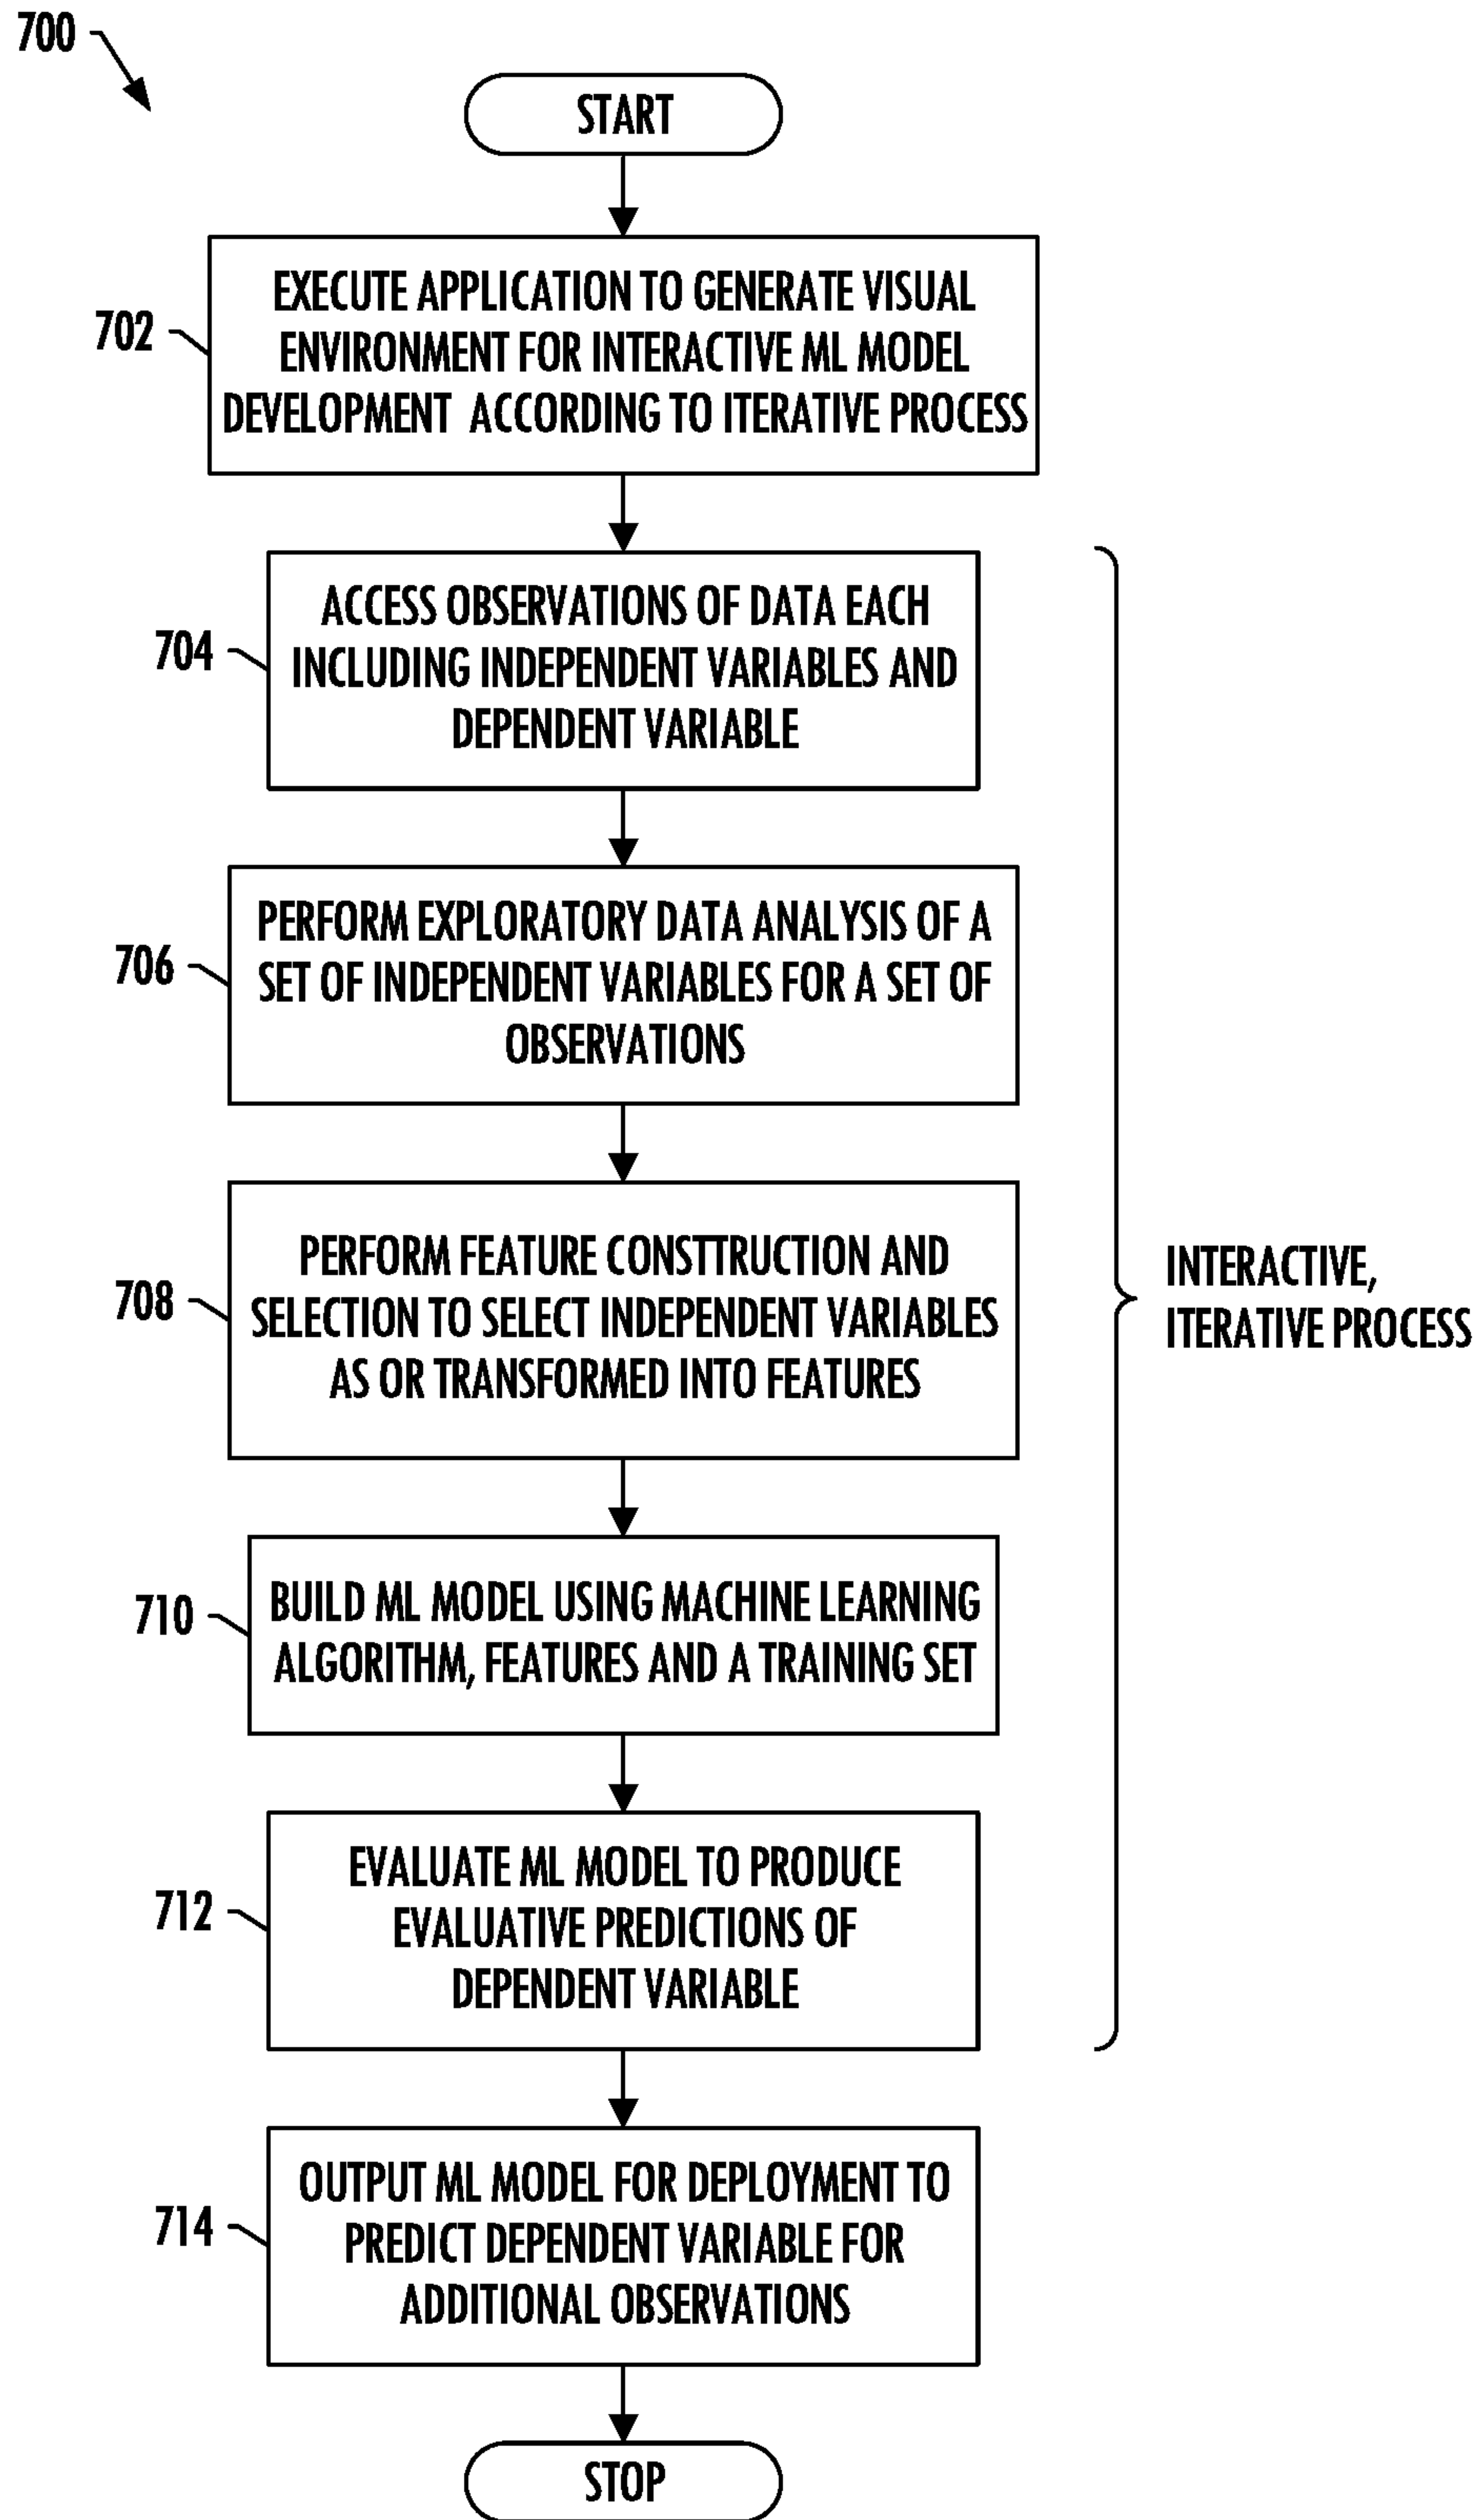 700
START
702
EXECUTE APPLICATION TO GENERATE VISUAL
ENVIRONMENT FOR INTERACTIVE ML MODEL
DEVELOPMENT ACCORDING TO ITERATIVE PROCESS
704
ACCESS OBSERVATIONS OF DATA EACH
INCLUDING INDEPENDENT VARIABLES AND
DEPENDENT VARIABLE
706
PERFORM EXPLORATORY DATA ANALYSIS OF A
SET OF INDEPENDENT VARIABLES FOR A SET OF
OBSERVATIONS
708
PERFORM FEATURE CONSTTRUCTION AND
SELECTION TO SELECT INDEPENDENT VARIABLES
AS OR TRANSFORMED INTO FEATURES
INTERACTIVE,
ITERATIVE PROCESS
710
BUILD ML MODEL USING MACHINE LEARNING
ALGORITHM, FEATURES AND A TRAINING SET
712
EVALUATE ML MODEL TO PRODUCE
EVALUATIVE PREDICTIONS OF
DEPENDENT VARIABLE
714
OUTPUT ML MODEL FOR DEPLOYMENT TO
PREDICT DEPENDENT VARIABLE FOR
ADDITIONAL OBSERVATIONS
STOP